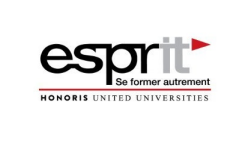 esprit
Se former autrement
HONORIS UNITED UNIVERSITIES